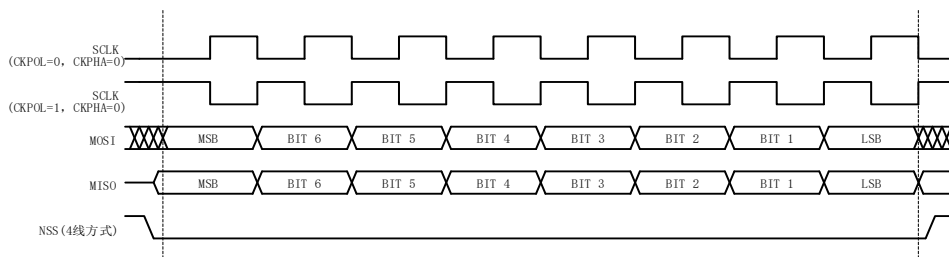 SCLK
(CKPOL=0, CKPHA=0)
SCLK
(CKPOL=1, CKPHA=0)
MOSI MSB BIT 6 BIT 5 BIT 4 BIT 3 BIT 2 BIT 1 LSB
MISO MSB BIT 6 BIT 5 BIT 4 BIT 3 BIT 2 BIT 1 LSB
NSS(4线方式)